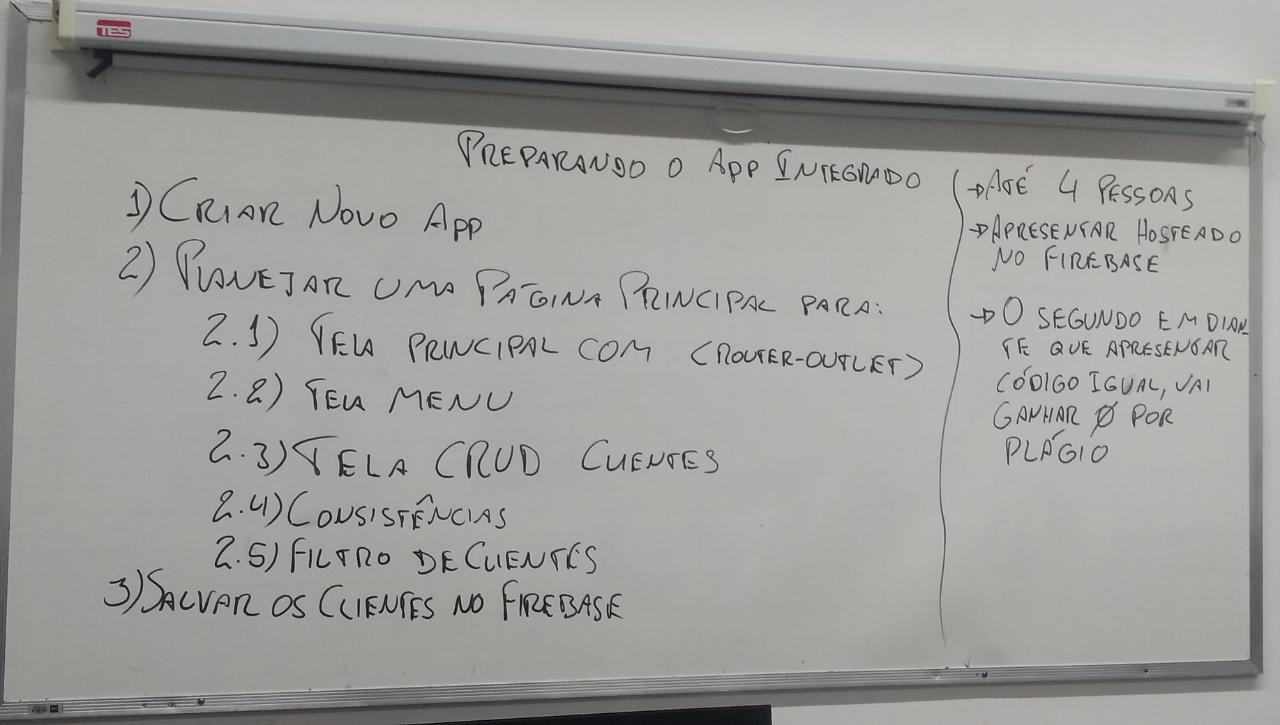 TES
PREPARANDO O APP INTEGRADO
1) CRIAR NOVO APP
2) PLANEJAR UMA PÁGINA PRINCIPAL PARA:
2.1) TELA PRINCIPAL COM <ROUTER-OUTLET>
2.2) TELA MENU
2.3) TELA CRUD CLIENTES
2.4) CONSISTÊNCIAS
2.5) FILTRO DE CLIENTES
3) SALVAR OS CLIENTES NO FIREBASE
→ ATÉ 4 PESSOAS
→ APRESENTAR HOSTEADO
NO FIREBASE
→ O SEGUNDO EM DIAN
TE QUE APRESENTAR
CÓDIGO IGUAL, VAI
GANHAR Ø POR
PLÁGIO